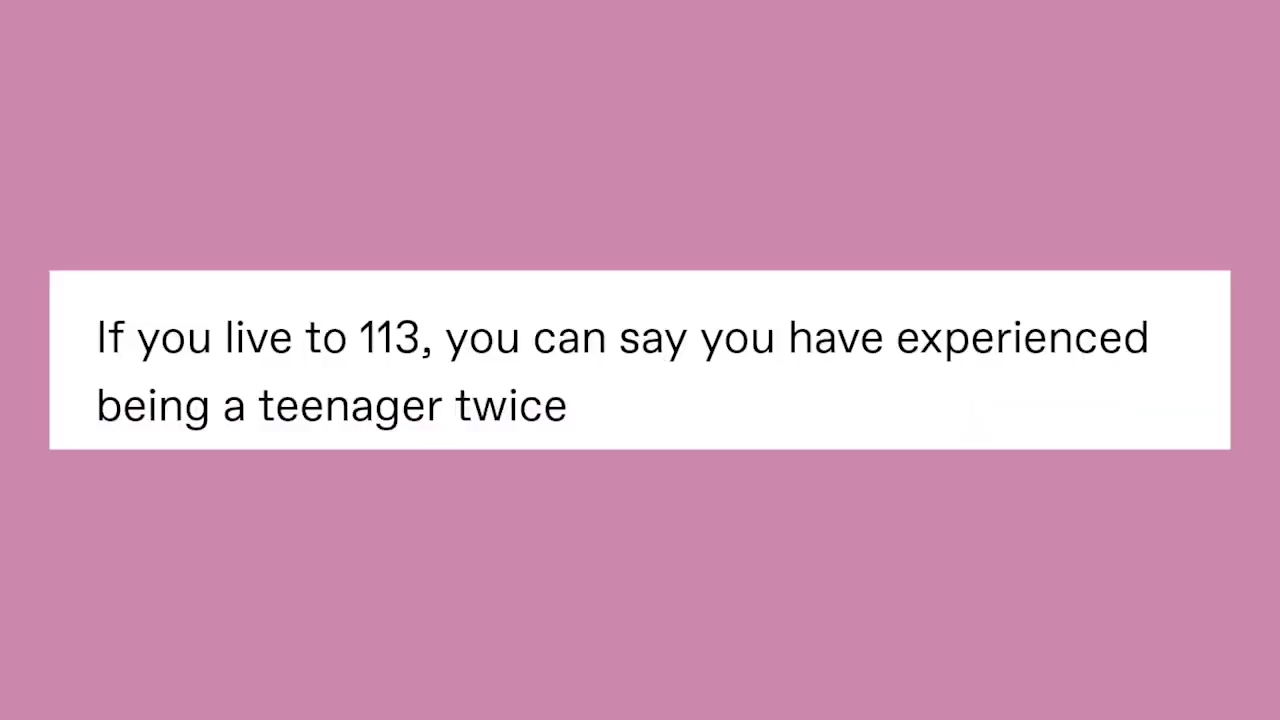 If you live to 113, you can say you have experienced
being a teenager twice